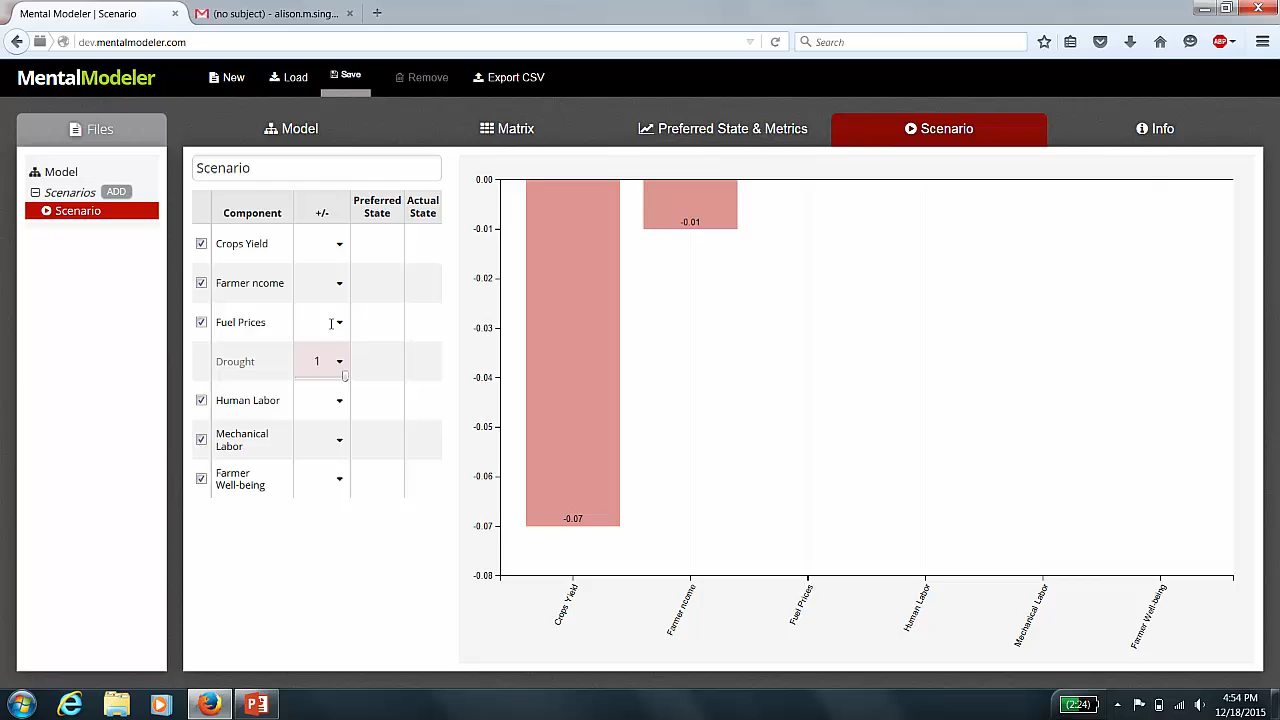 Mental Modeler | Scenario
(no subject) - alison.m.sing...
dev.mentalmodeler.com
Search
ABP
MentalModeler
New
Load
Save
Remove
Export CSV
Files
Model
Matrix
Preferred State & Metrics
Scenario
Info
Model
Scenarios ADD
Scenario
Scenario
Component
+/-
Preferred State
Actual State
Crops Yield
Farmer ncome
Fuel Prices
Drought 1
Human Labor
Mechanical
Labor
Farmer
Well-being
0.00
-0.01
-0.02
-0.03
-0.04
-0.05
-0.06
-0.07
-0.08
-0.07
-0.01
Crops Yield
Farmer ncome
Fuel Prices
Human Labor
Mechanical Labor
Farmer Well-being
(2:24)
4:54 PM
12/18/2015